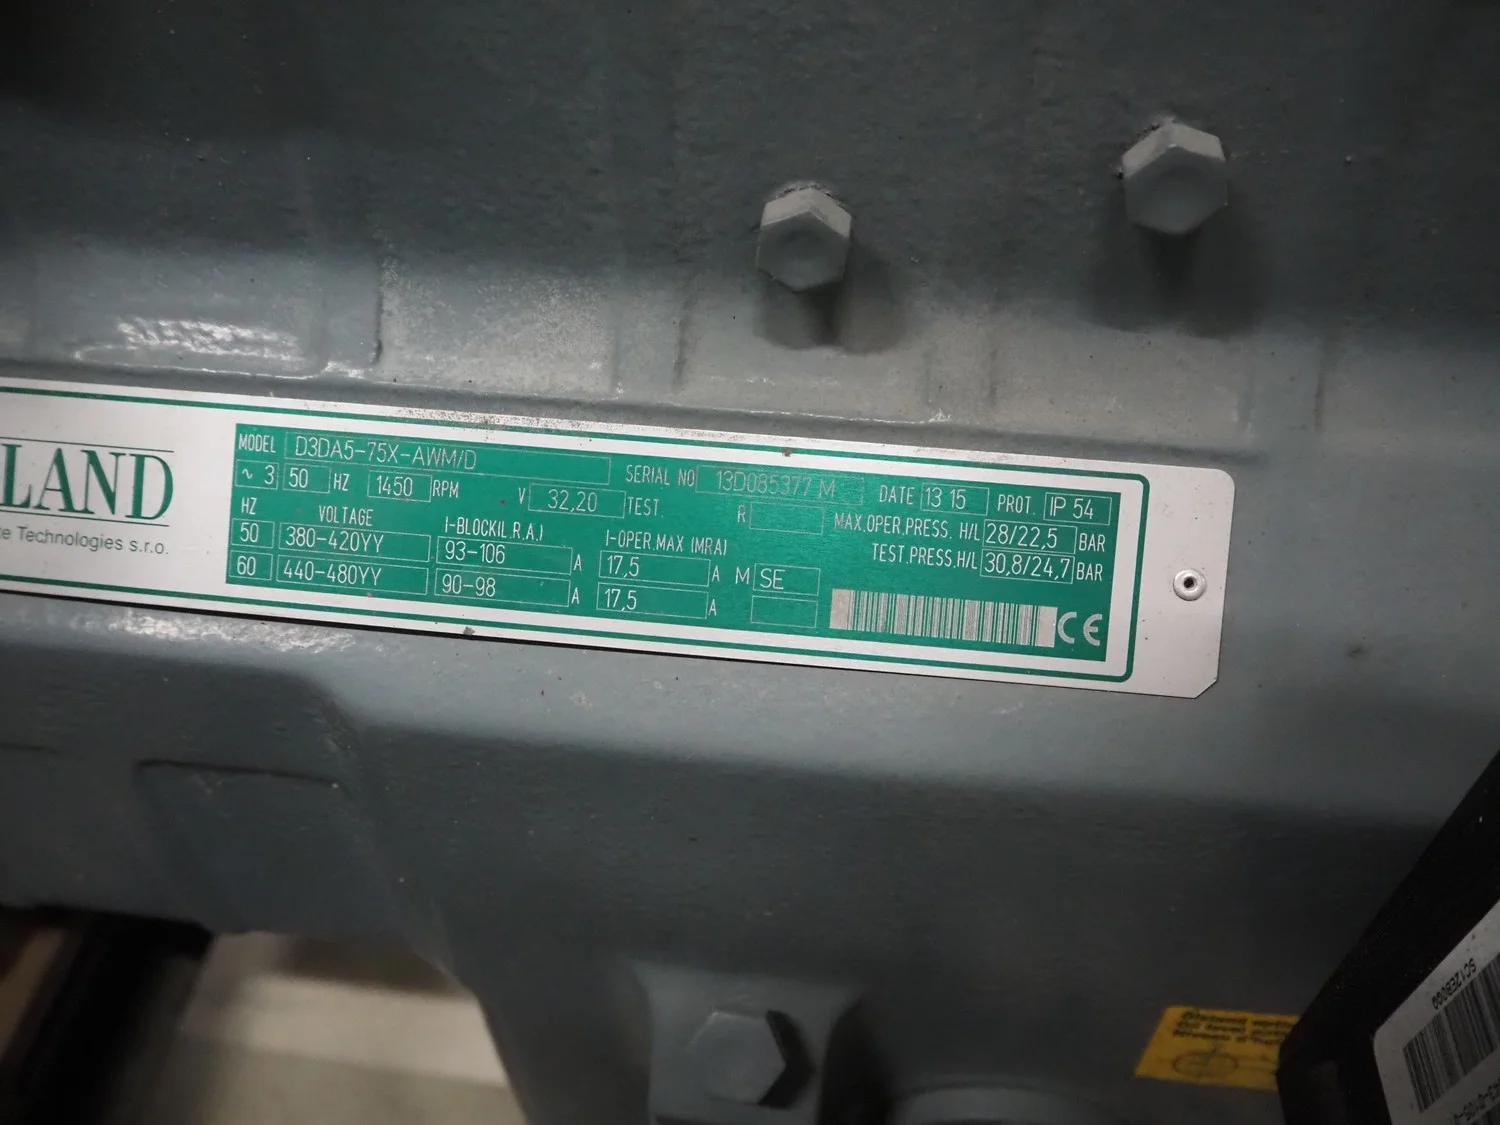 LAND
te Technologies s.r.o.
MODEL D3DA5-75X-AWM/D SERIAL NO 13D085377 M DATE 13 15 PROT. IP 54
~ 3 50 HZ 1450 RPM V 32,20 TEST. R MAX.OPER.PRESS. H/L 28/22,5 BAR
HZ VOLTAGE I-BLOCK(L.R.A.) I-OPER.MAX (MRA) TEST.PRESS.H/L 30,8/24,7 BAR
50 380-420YY 93-106 A 17,5 A M SE
60 440-480YY 90-98 A 17,5 A
CE
SC12EB000